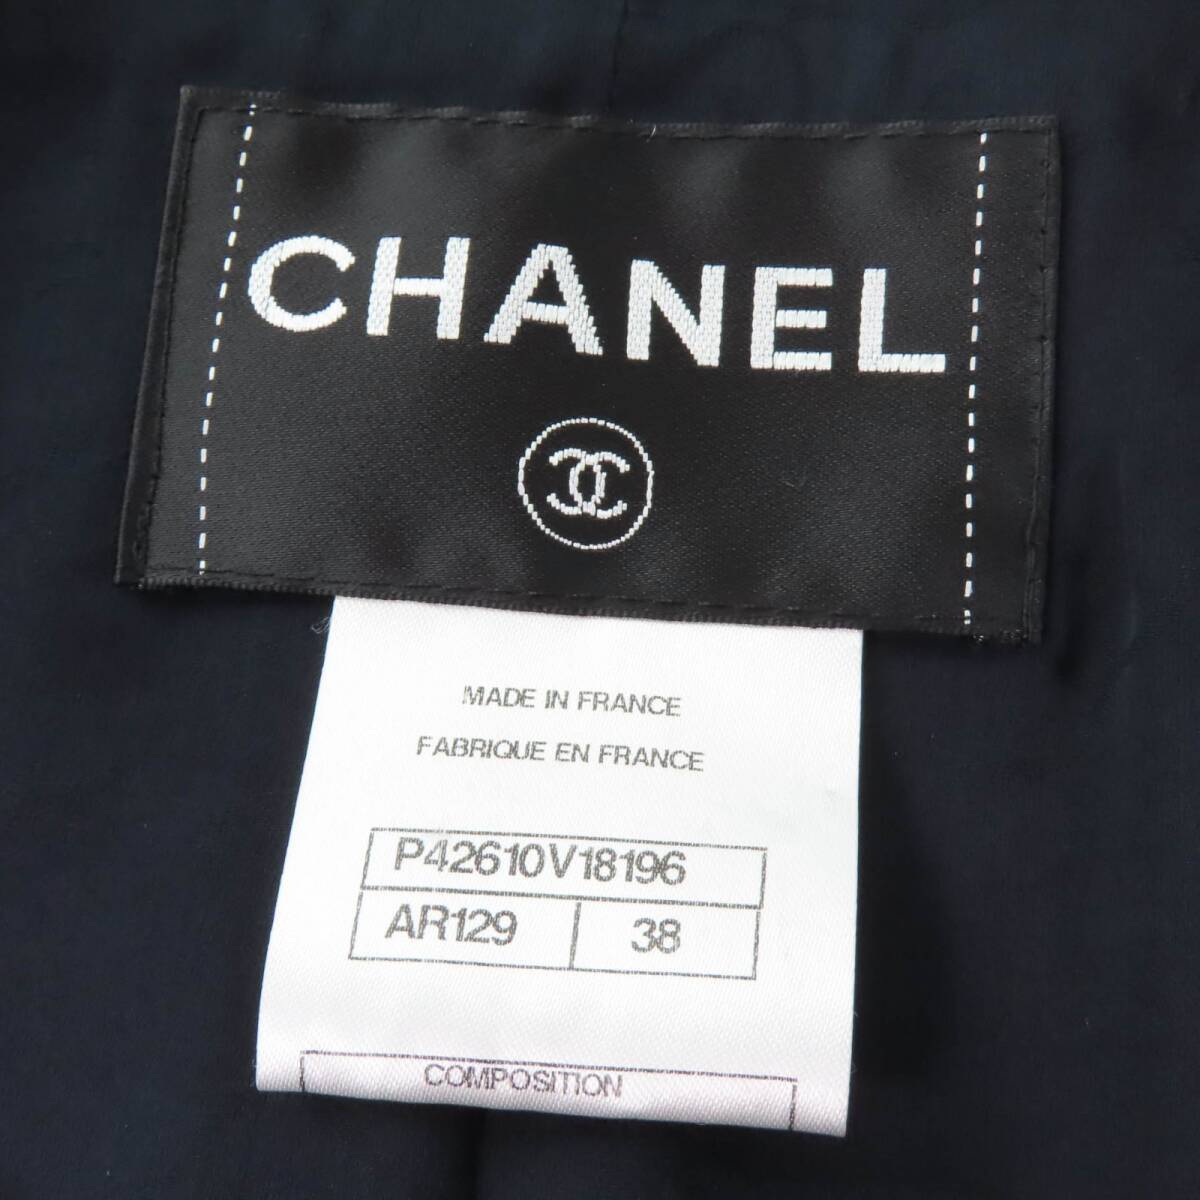 CHANEL
MADE IN FRANCE
FABRIQUE EN FRANCE
P42610V18196
AR129 38
COMPOSITION